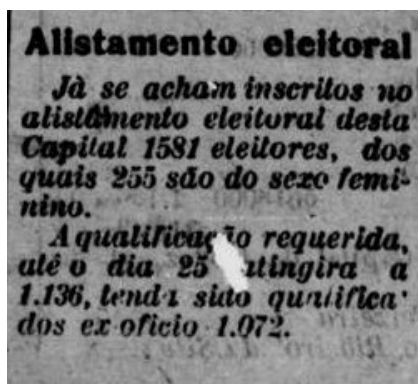 Alistamento eleitoral
Jà se acham inscritos no
alistamento eleitoral desta
Capital 1581 eleitores, dos
quais 255 são do sexo femi-
nino.
A qualificação requerida,
até o dia 25 atingira a
1.136, tendo sido qualifica-
dos ex oficio 1.072.